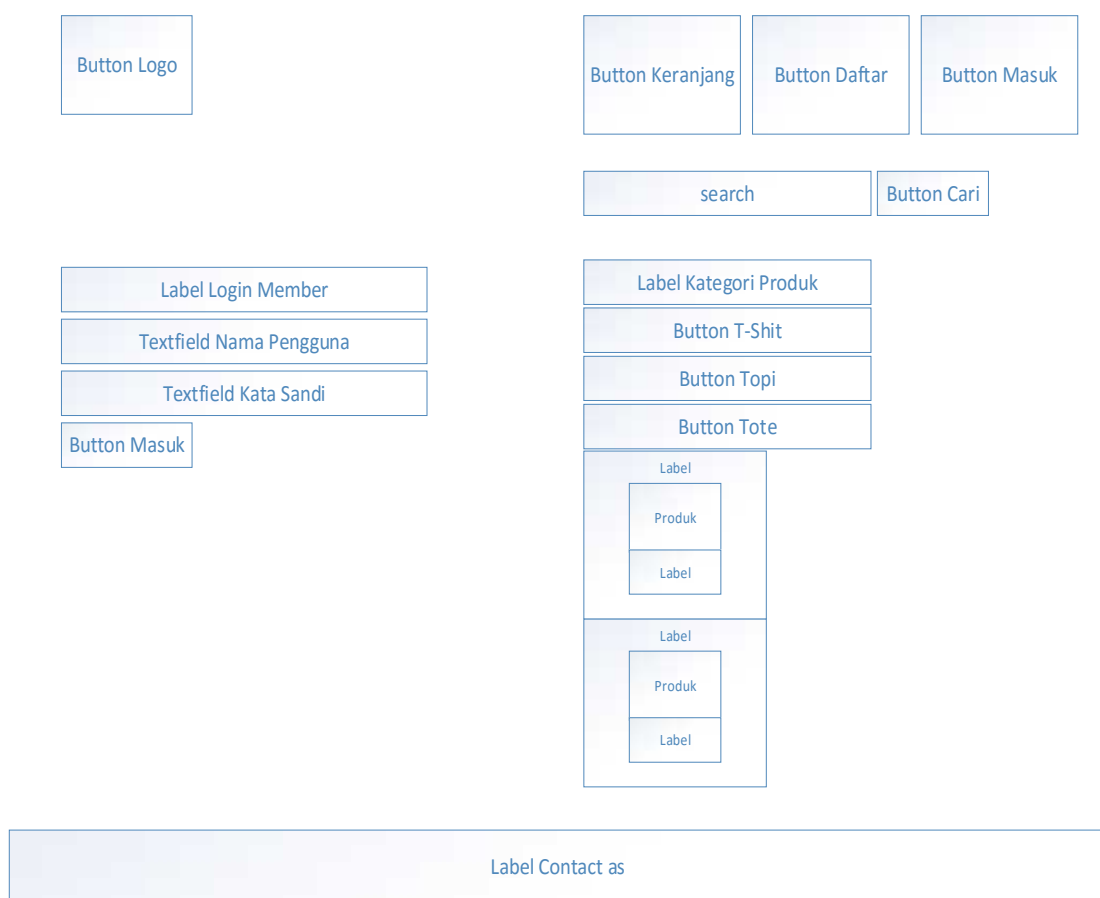 Button Logo
Button Keranjang
Button Daftar
Button Masuk
search
Button Cari
Label Login Member
Textfield Nama Pengguna
Textfield Kata Sandi
Button Masuk
Label Kategori Produk
Button T-Shit
Button Topi
Button Tote
Label
Produk
Label
Label
Produk
Label
Label Contact as